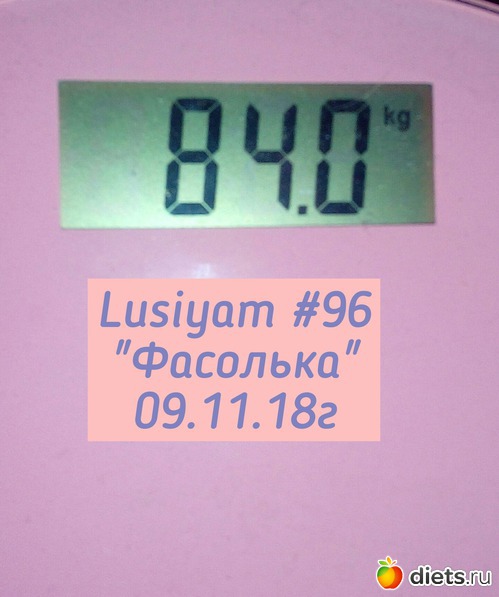 84.0 kg
Lusiyam #96
"Фасолька"
09.11.18г
diets.ru